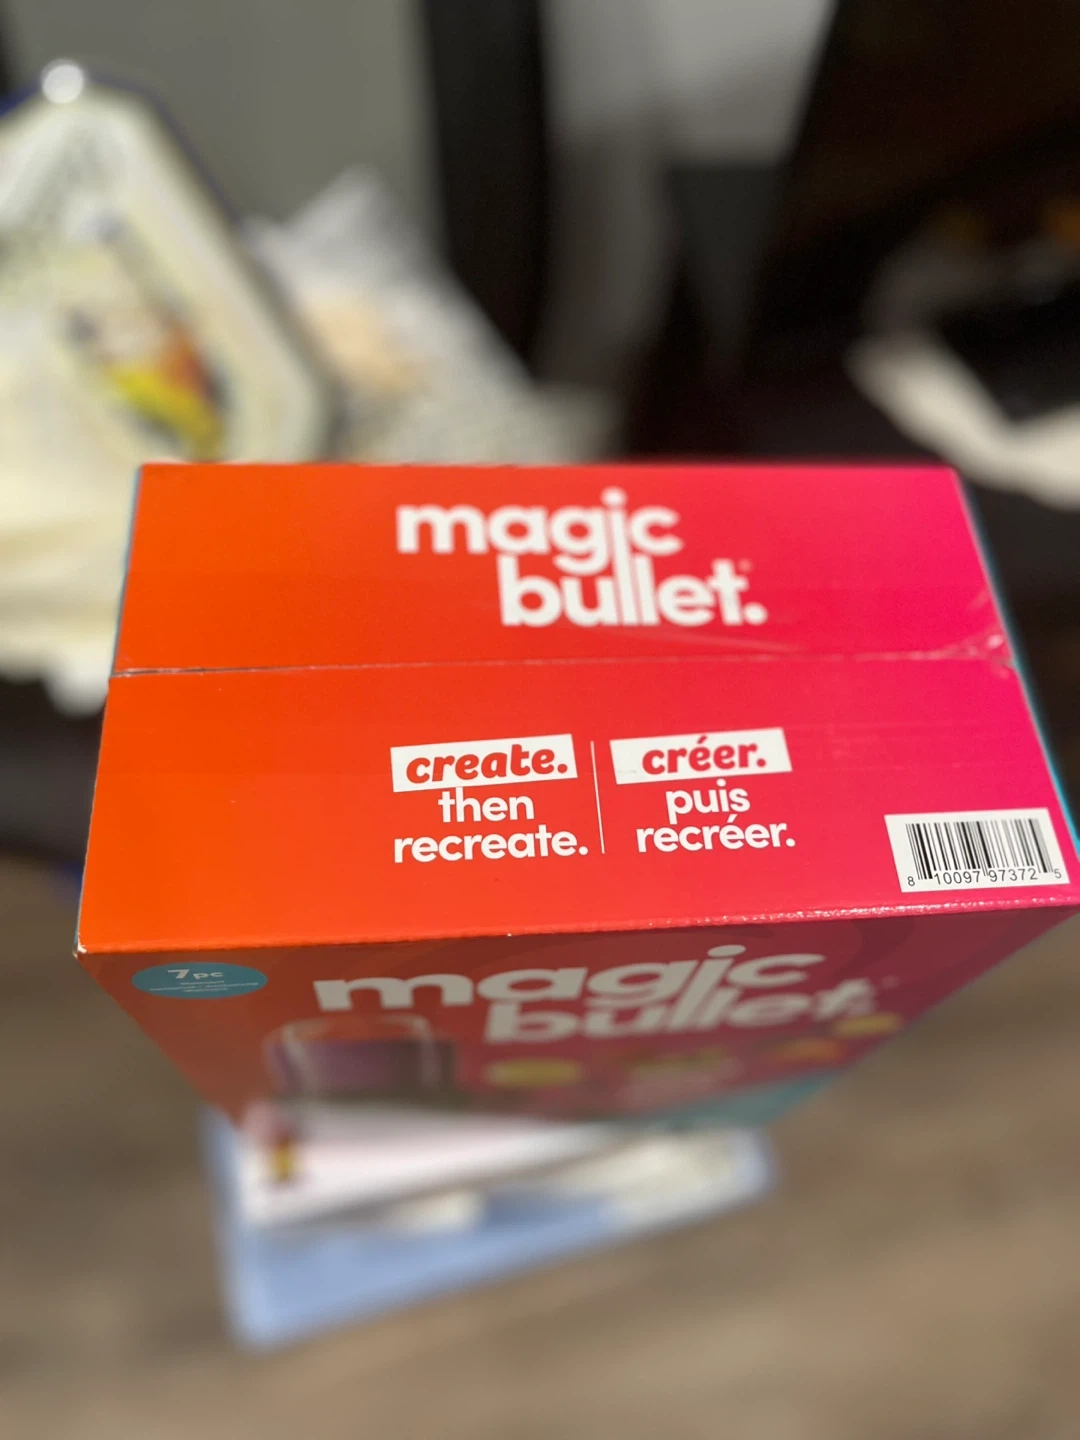 magic
bullet.
create.
then
recreate.
créer.
puis
recréer.
8 10097 97372 5
7pc
magic
bullet.